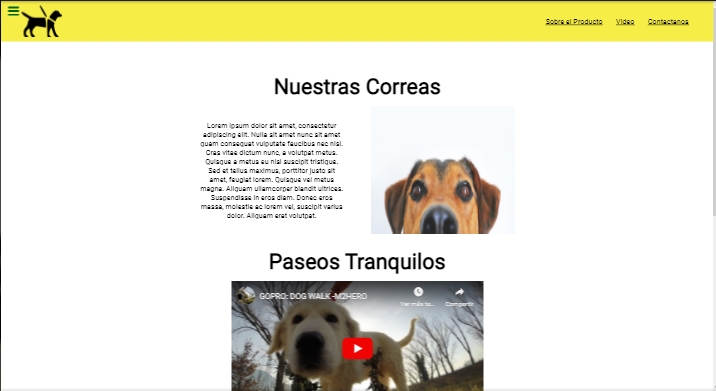 Sobre el Producto Video Contactanos
Nuestras Correas
Lorem ipsum dolor sit amet, consectetur
adipiscing elit. Nulla sit amet nunc sit amet
quam consequat vulputate faucibus nec nisi.
Cras vitae dictum nunc, a volutpat metus.
Quisque a metus eu nisi suscipit tristique.
Sed et tellus maximus, porttitor justo sit
amet, feugiat lorem. Quisque vel metus
magna. Aliquam ullamcorper blandit ultrices.
Suspendisse in eros diam. Donec eros
massa, molestie ac lorem vel, suscipit varius
dolor. Aliquam erat volutpat.
Paseos Tranquilos
GOPRO: DOG WALK -M2HERO
Ver más ta... Compartir